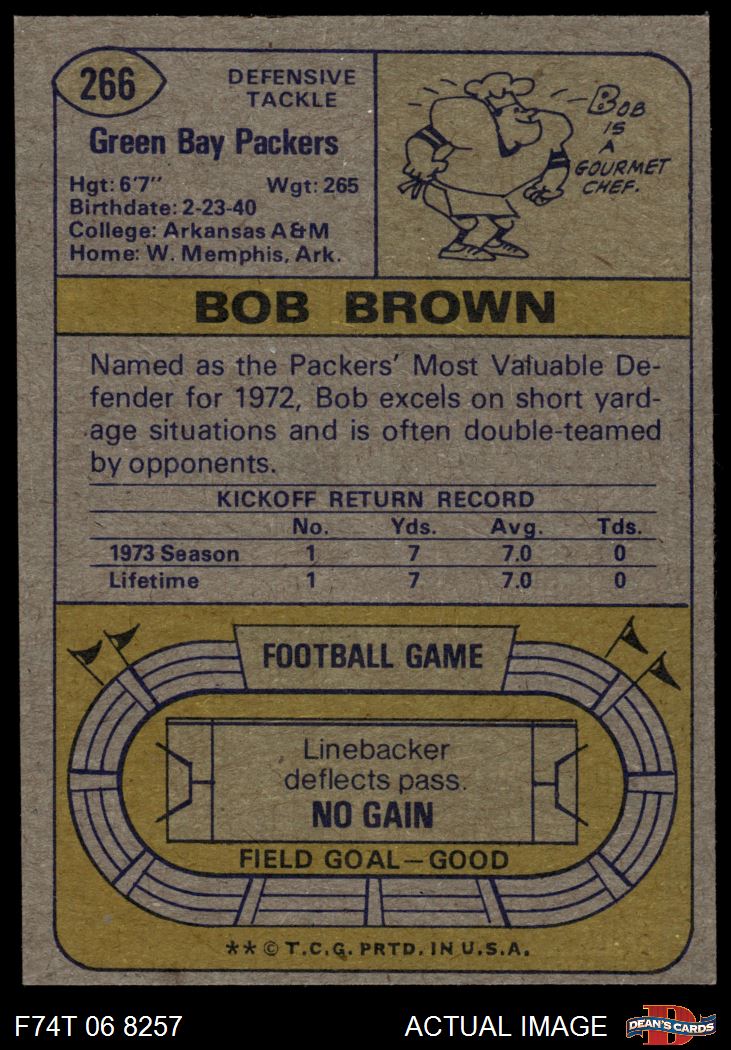 266
DEFENSIVE
TACKLE
Green Bay Packers
Hgt: 6'7" Wgt: 265
Birthdate: 2-23-40
College: Arkansas A&M
Home: W. Memphis, Ark.
BOB
IS
A
GOURMET
CHEF.
BOB BROWN
Named as the Packers' Most Valuable De-
fender for 1972, Bob excels on short yard-
age situations and is often double-teamed
by opponents.
KICKOFF RETURN RECORD
No. Yds. Avg. Tds.
1973 Season 1 7 7.0 0
Lifetime 1 7 7.0 0
FOOTBALL GAME
Linebacker
deflects pass.
NO GAIN
FIELD GOAL—GOOD
** © T.C.G. PRTD. IN U.S.A.
F74T 06 8257 ACTUAL IMAGE
D
DEAN'S CARDS